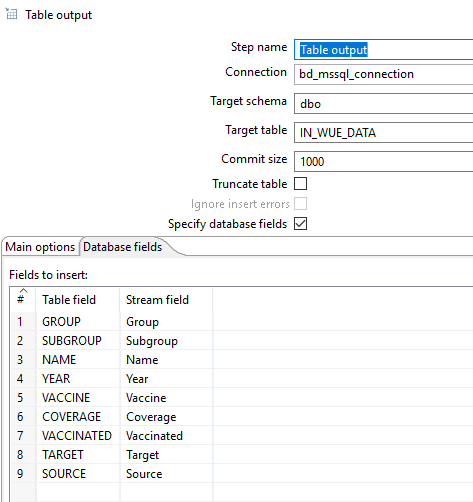 Table output
Step name Table output
Connection bd_mssql_connection
Target schema dbo
Target table IN_WUE_DATA
Commit size 1000
Truncate table
Ignore insert errors
Specify database fields
Main options Database fields
Fields to insert:
# Table field Stream field
1 GROUP Group
2 SUBGROUP Subgroup
3 NAME Name
4 YEAR Year
5 VACCINE Vaccine
6 COVERAGE Coverage
7 VACCINATED Vaccinated
8 TARGET Target
9 SOURCE Source